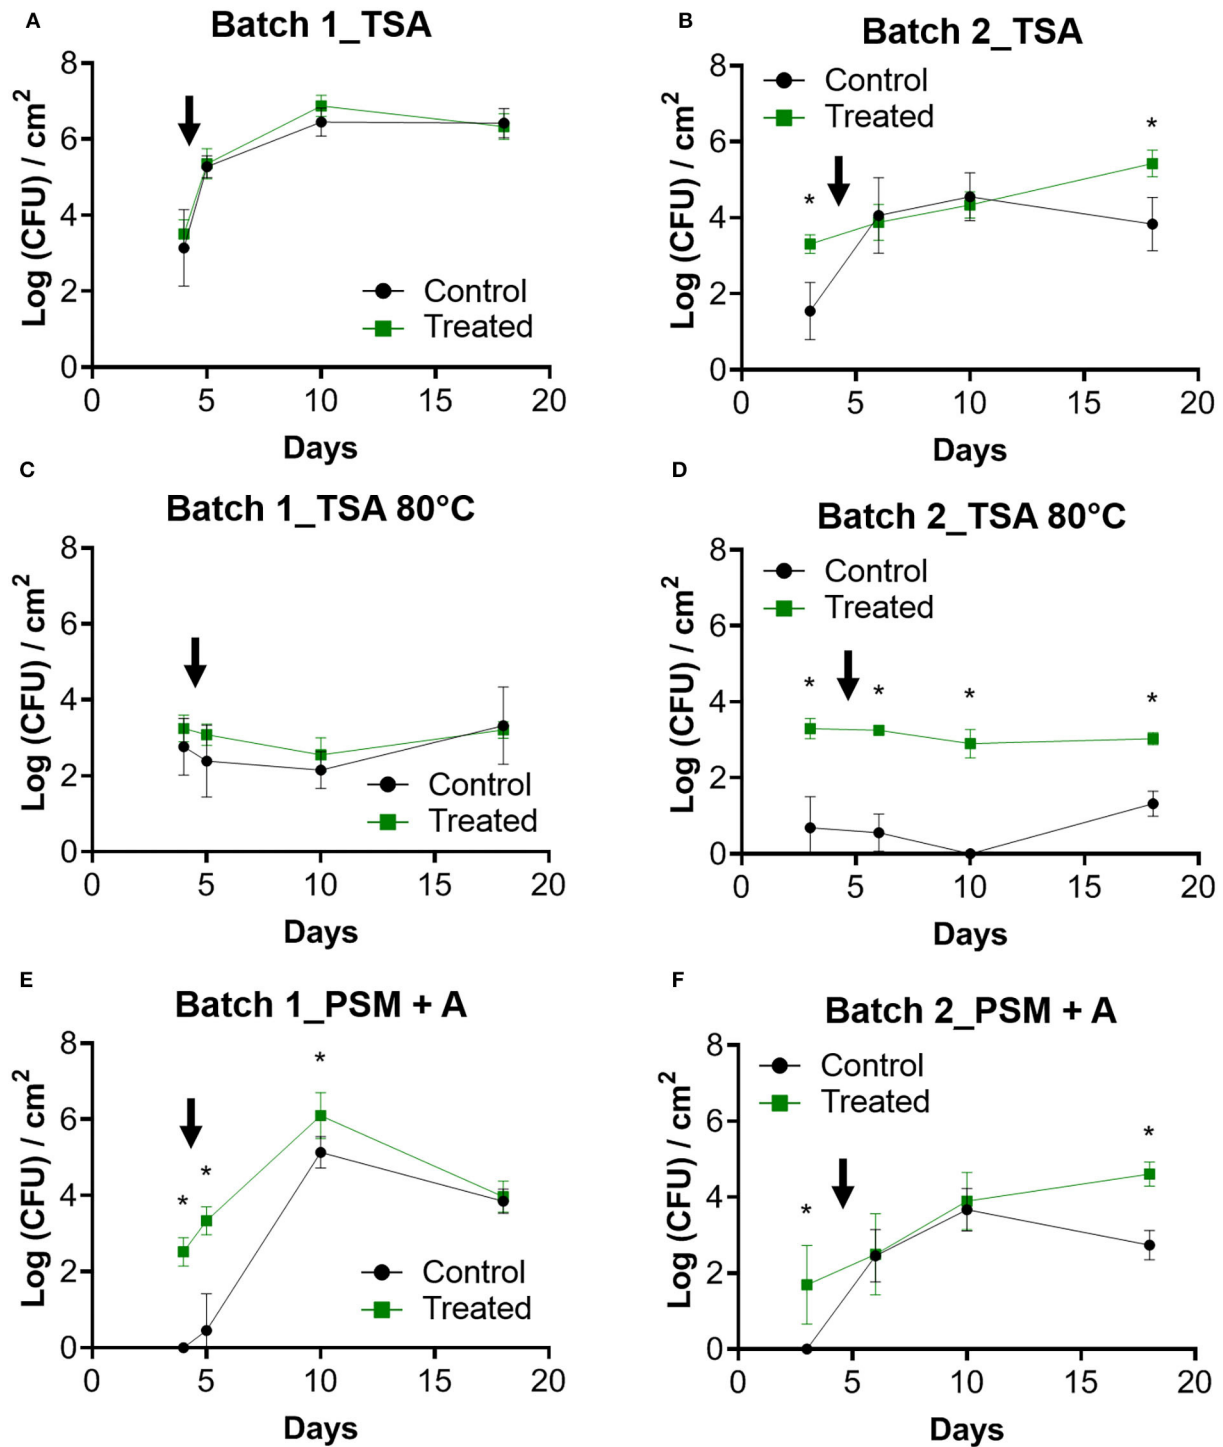 A
Batch 1_TSA
Log (CFU) / cm²
8
6
4
2
0
0 5 10 15 20
Days
Control
Treated
B
Batch 2_TSA
Log (CFU) / cm²
8
6
4
2
0
0 5 10 15 20
Days
Control
Treated
*
*
C
Batch 1_TSA 80°C
Log (CFU) / cm²
8
6
4
2
0
0 5 10 15 20
Days
Control
Treated
D
Batch 2_TSA 80°C
Log (CFU) / cm²
8
6
4
2
0
0 5 10 15 20
Days
Control
Treated
* * * *
E
Batch 1_PSM + A
Log (CFU) / cm²
8
6
4
2
0
0 5 10 15 20
Days
Control
Treated
*
*
*
F
Batch 2_PSM + A
Log (CFU) / cm²
8
6
4
2
0
0 5 10 15 20
Days
Control
Treated
*
*